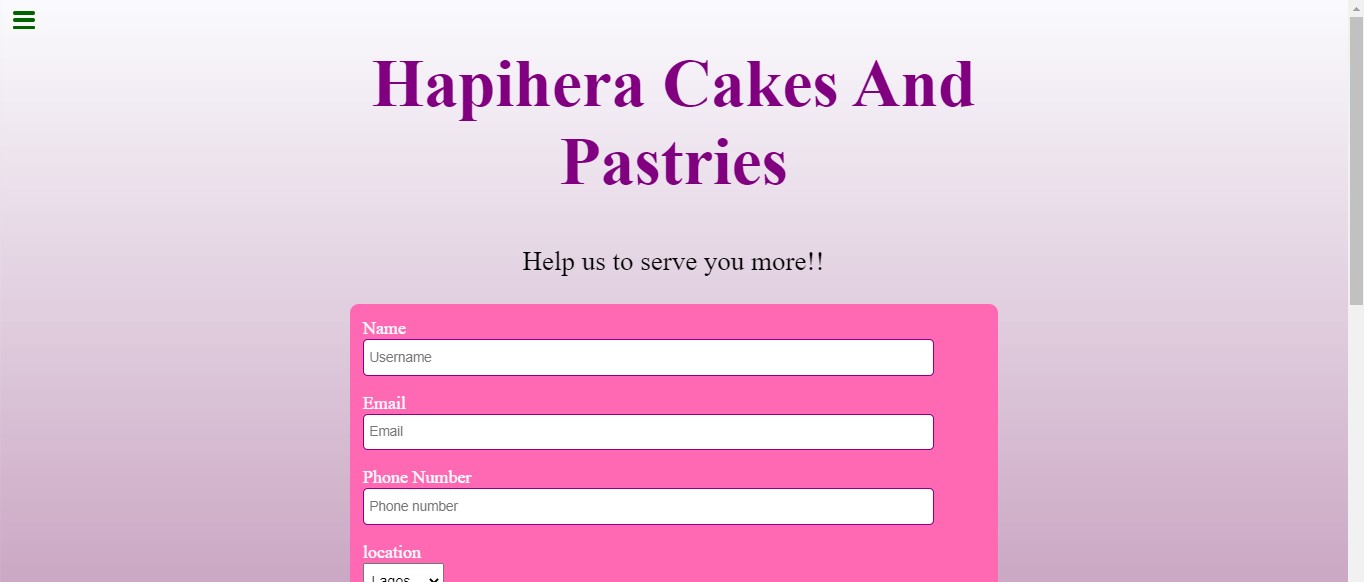 Hapihera Cakes And
Pastries
Help us to serve you more!!
Name
Username
Email
Email
Phone Number
Phone number
location
Lagos